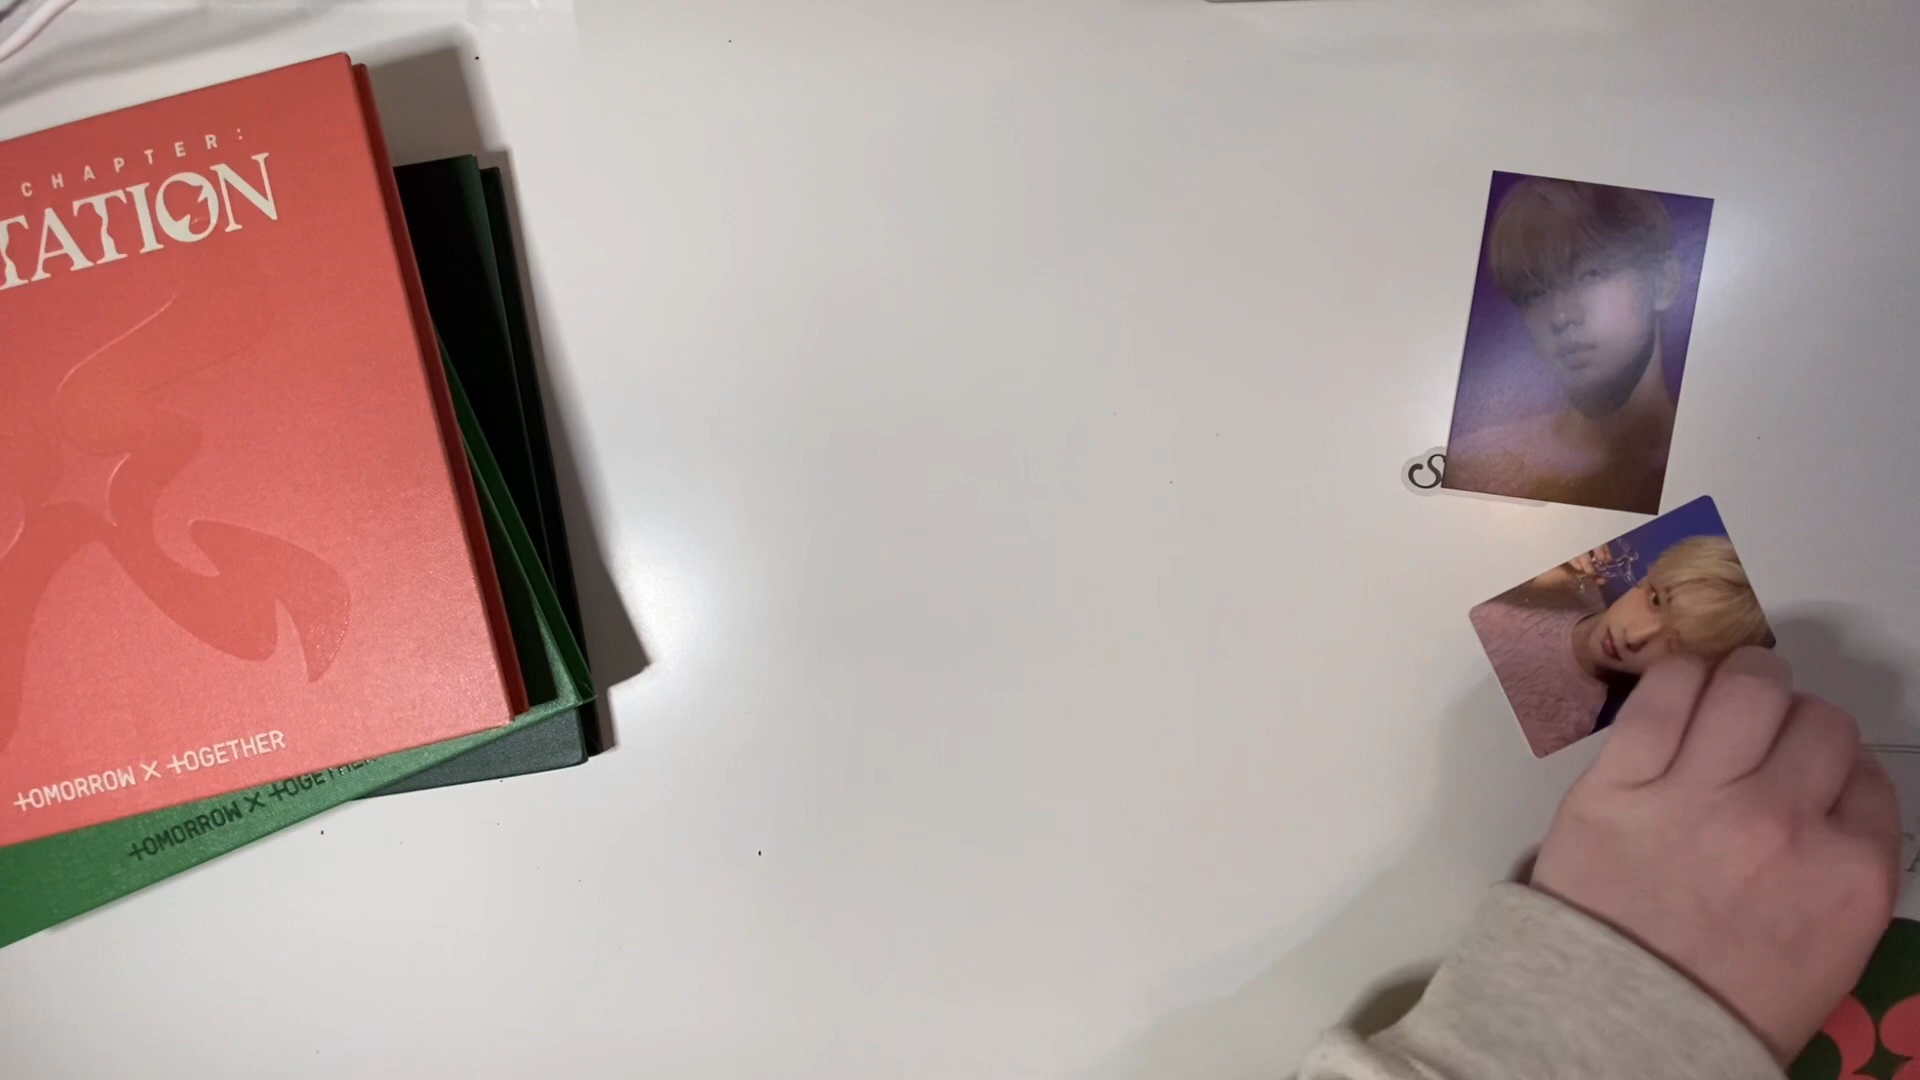 CHAPTER:
TATION
TOMORROW X TOGETHER
TOMORROW X TOGETHER
S